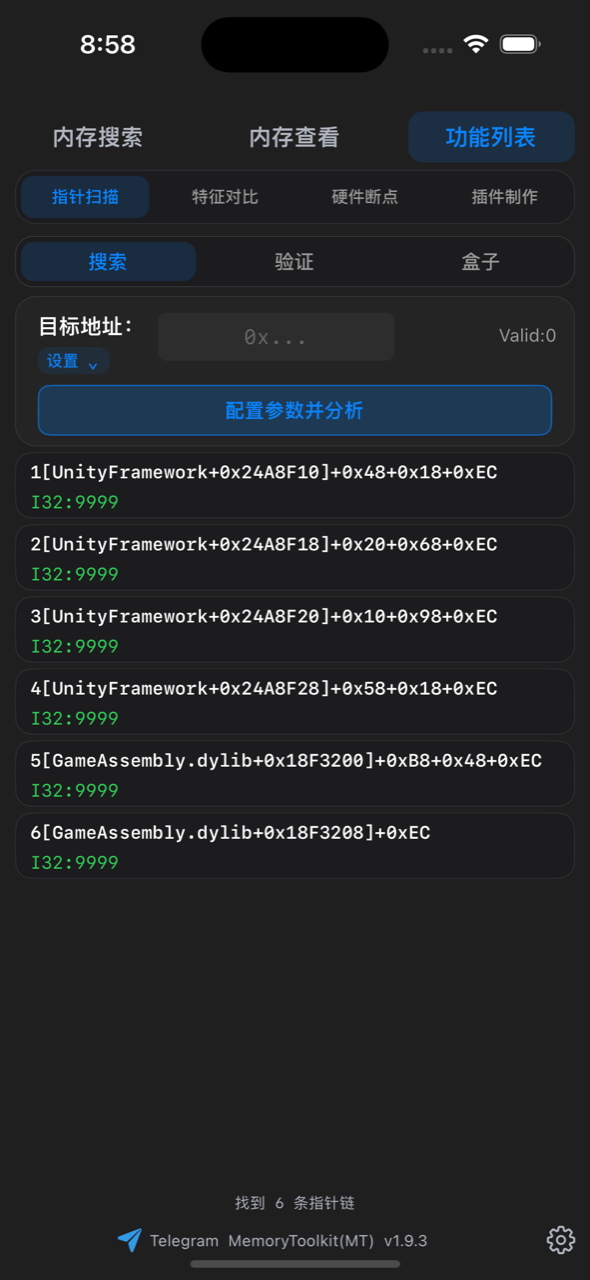 8:58
内存搜索 内存查看 功能列表
指针扫描 特征对比 硬件断点 插件制作
搜索 验证 盒子
目标地址: 0x... Valid:0
设置
配置参数并分析
1[UnityFramework+0x24A8F10]+0x48+0x18+0xEC
I32:9999
2[UnityFramework+0x24A8F18]+0x20+0x68+0xEC
I32:9999
3[UnityFramework+0x24A8F20]+0x10+0x98+0xEC
I32:9999
4[UnityFramework+0x24A8F28]+0x58+0x18+0xEC
I32:9999
5[GameAssembly.dylib+0x18F3200]+0xB8+0x48+0xEC
I32:9999
6[GameAssembly.dylib+0x18F3208]+0xEC
I32:9999
找到 6 条指针链
Telegram MemoryToolkit(MT) v1.9.3